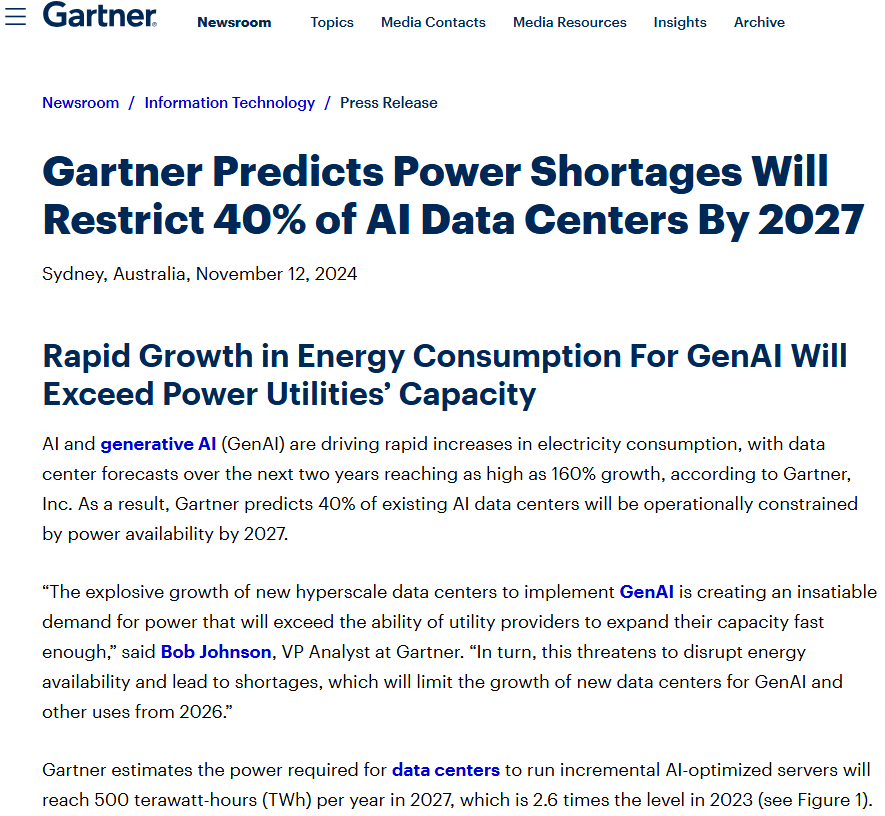 Gartner
Newsroom
Topics
Media Contacts
Media Resources
Insights
Archive
Newsroom / Information Technology / Press Release
Gartner Predicts Power Shortages Will
Restrict 40% of AI Data Centers By 2027
Sydney, Australia, November 12, 2024
Rapid Growth in Energy Consumption For GenAI Will
Exceed Power Utilities’ Capacity
AI and generative AI (GenAI) are driving rapid increases in electricity consumption, with data
center forecasts over the next two years reaching as high as 160% growth, according to Gartner,
Inc. As a result, Gartner predicts 40% of existing AI data centers will be operationally constrained
by power availability by 2027.
“The explosive growth of new hyperscale data centers to implement GenAI is creating an insatiable
demand for power that will exceed the ability of utility providers to expand their capacity fast
enough,” said Bob Johnson, VP Analyst at Gartner. “In turn, this threatens to disrupt energy
availability and lead to shortages, which will limit the growth of new data centers for GenAI and
other uses from 2026.”
Gartner estimates the power required for data centers to run incremental AI-optimized servers will
reach 500 terawatt-hours (TWh) per year in 2027, which is 2.6 times the level in 2023 (see Figure 1).